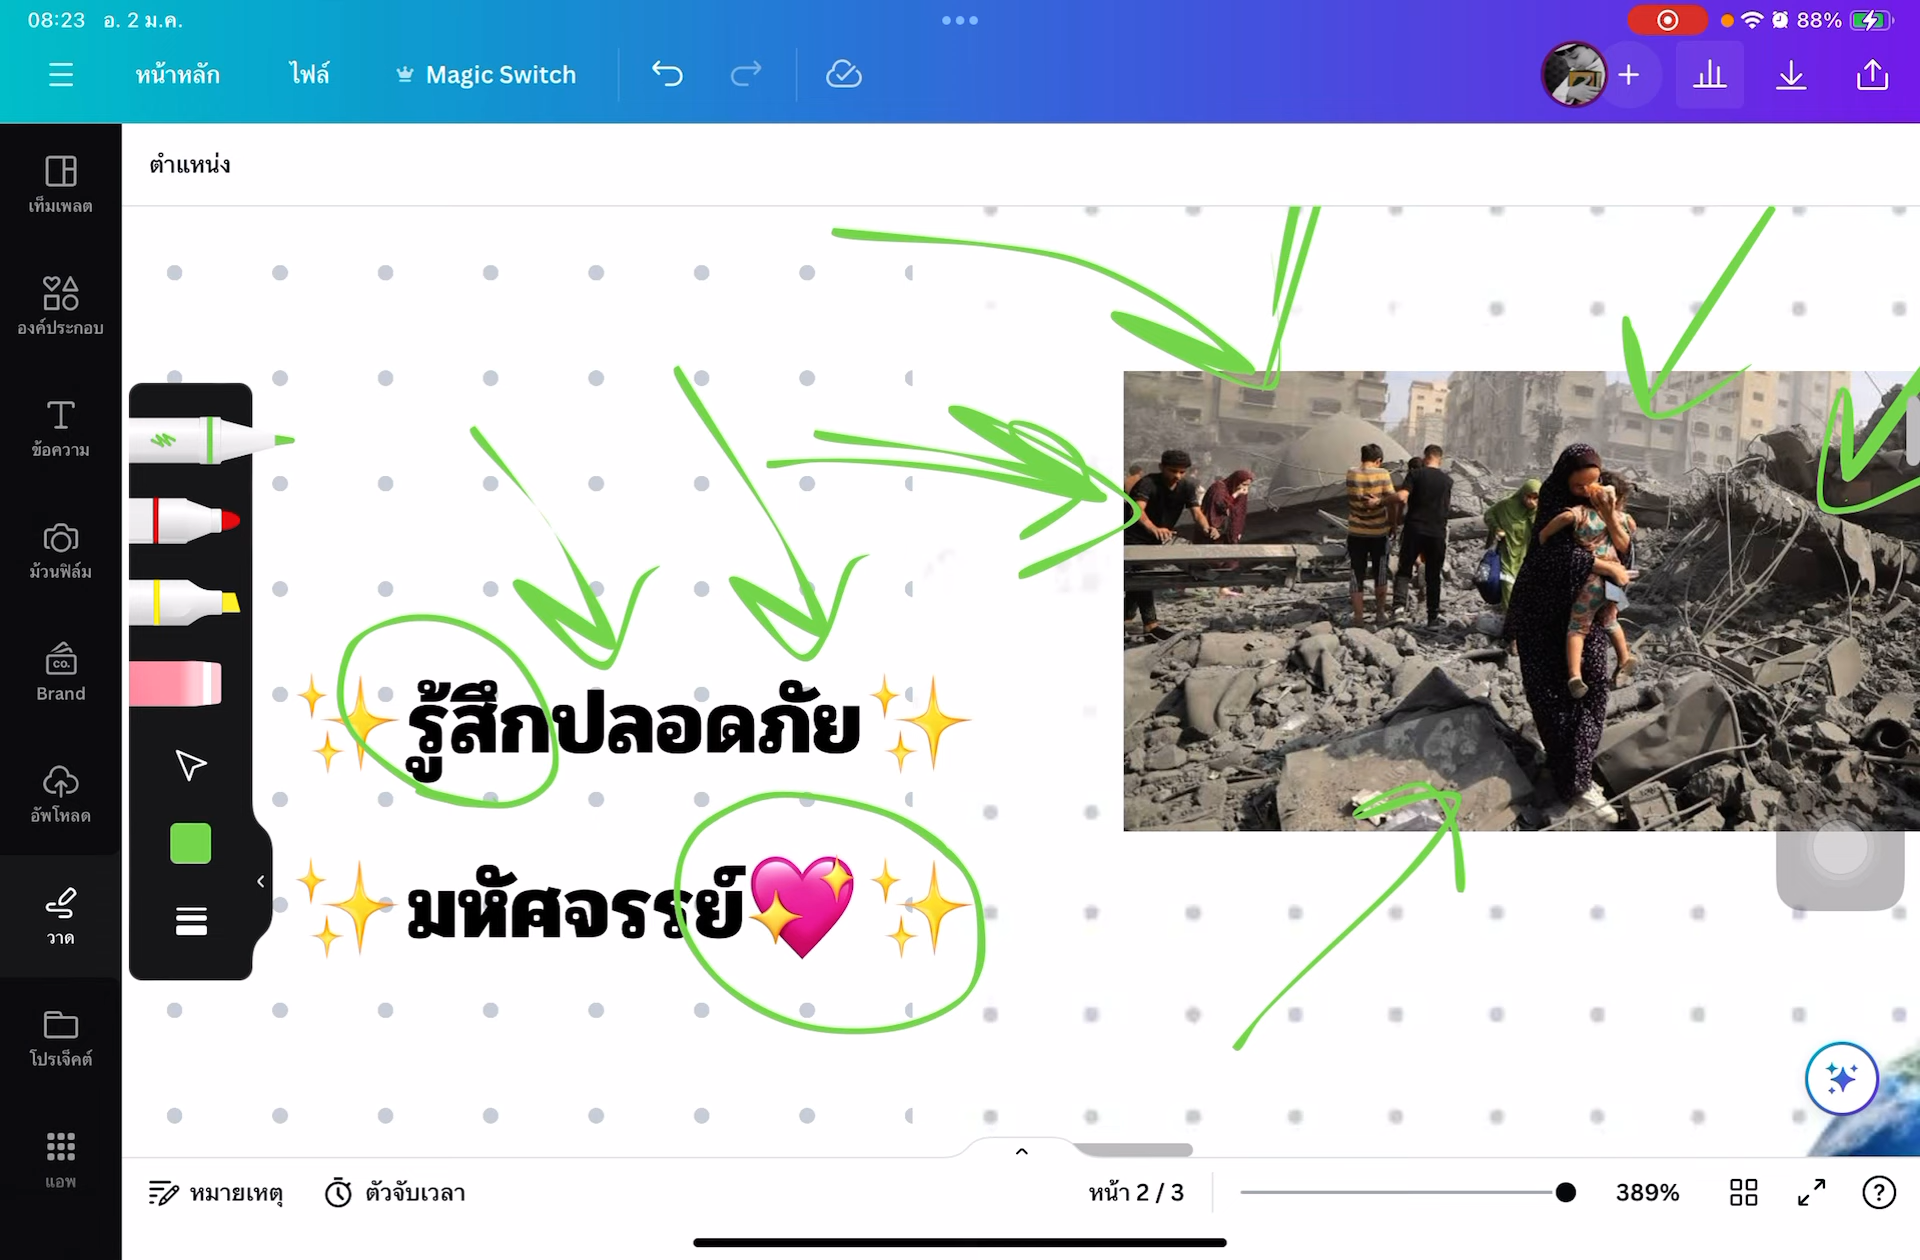 08:23 อ. 2 ม.ค.
88%
หน้าหลัก ไฟล์ Magic Switch
ตำแหน่ง
เท็มเพลต
องค์ประกอบ
ข้อความ
ม้วนฟิล์ม
CO.
Brand
อัพโหลด
วาด
โปรเจ็คต์
แอพ
✨รู้สึกปลอดภัย✨
✨มหัศจรรย์💖✨
หมายเหตุ ตัวจับเวลา หน้า 2 / 3 389%